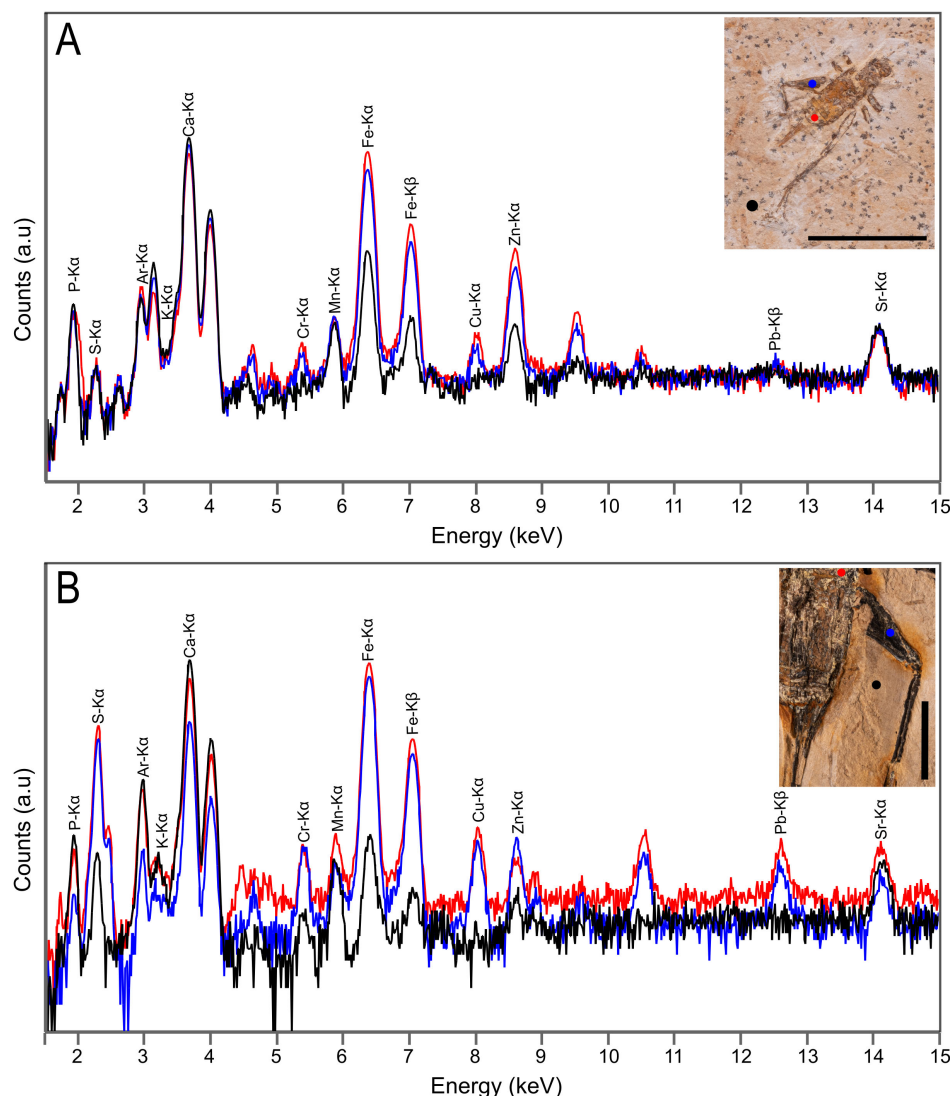 A
P-Kα
S-Kα
Ar-Kα
K-Kα
Ca-Kα
Cr-Kα
Mn-Kα
Fe-Kα
Fe-Kβ
Cu-Kα
Zn-Kα
Pb-Kβ
Sr-Kα
Counts (a.u)
2 3 4 5 6 7 8 9 10 11 12 13 14 15
Energy (keV)
B
P-Kα
S-Kα
Ar-Kα
K-Kα
Ca-Kα
Cr-Kα
Mn-Kα
Fe-Kα
Fe-Kβ
Cu-Kα
Zn-Kα
Pb-Kβ
Sr-Kα
Counts (a.u)
2 3 4 5 6 7 8 9 10 11 12 13 14 15
Energy (keV)